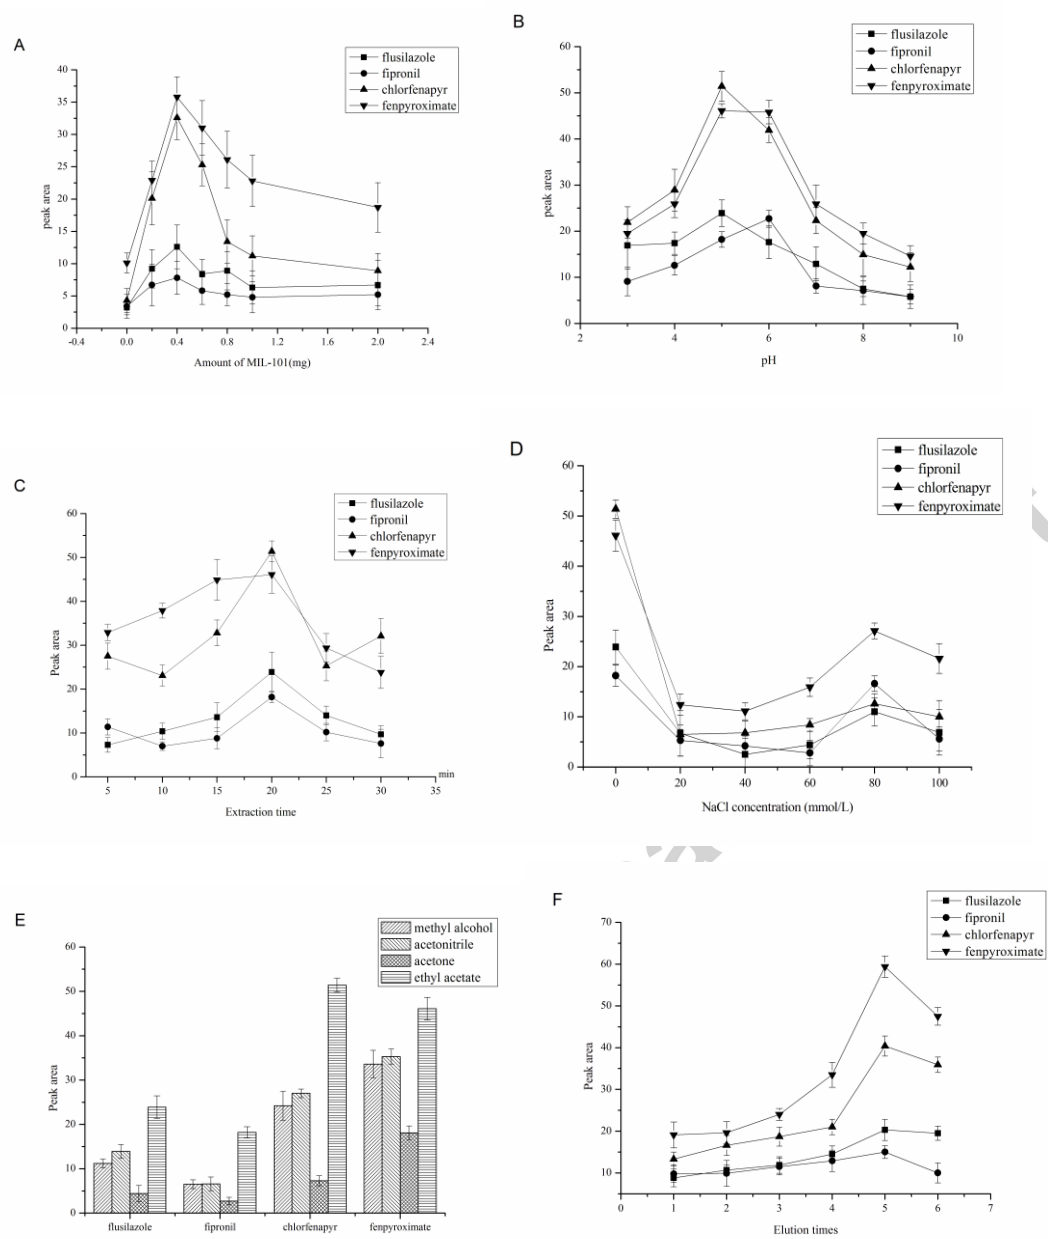 A
flusilazole
fipronil
chlorfenapyr
fenpyroximate
40
35
30
25
20
15
10
5
0
peak area
-0.4 0.0 0.4 0.8 1.2 1.6 2.0 2.4
Amount of MIL-101(mg)
B
flusilazole
fipronil
chlorfenapyr
fenpyroximate
60
50
40
30
20
10
0
peak area
2 4 6 8 10
pH
C
flusilazole
fipronil
chlorfenapyr
fenpyroximate
60
50
40
30
20
10
0
Peak area
min
5 10 15 20 25 30 35
Extraction time
D
flusilazole
fipronil
chlorfenapyr
fenpyroximate
60
50
40
30
20
10
0
Peak area
0 20 40 60 80 100
NaCl concentration (mmol/L)
E
methyl alcohol
acetonitrile
acetone
ethyl acetate
60
50
40
30
20
10
0
Peak area
flusilazole fipronil chlorfenapyr fenpyroximate
F
flusilazole
fipronil
chlorfenapyr
fenpyroximate
70
60
50
40
30
20
10
Peak area
0 1 2 3 4 5 6 7
Elution times